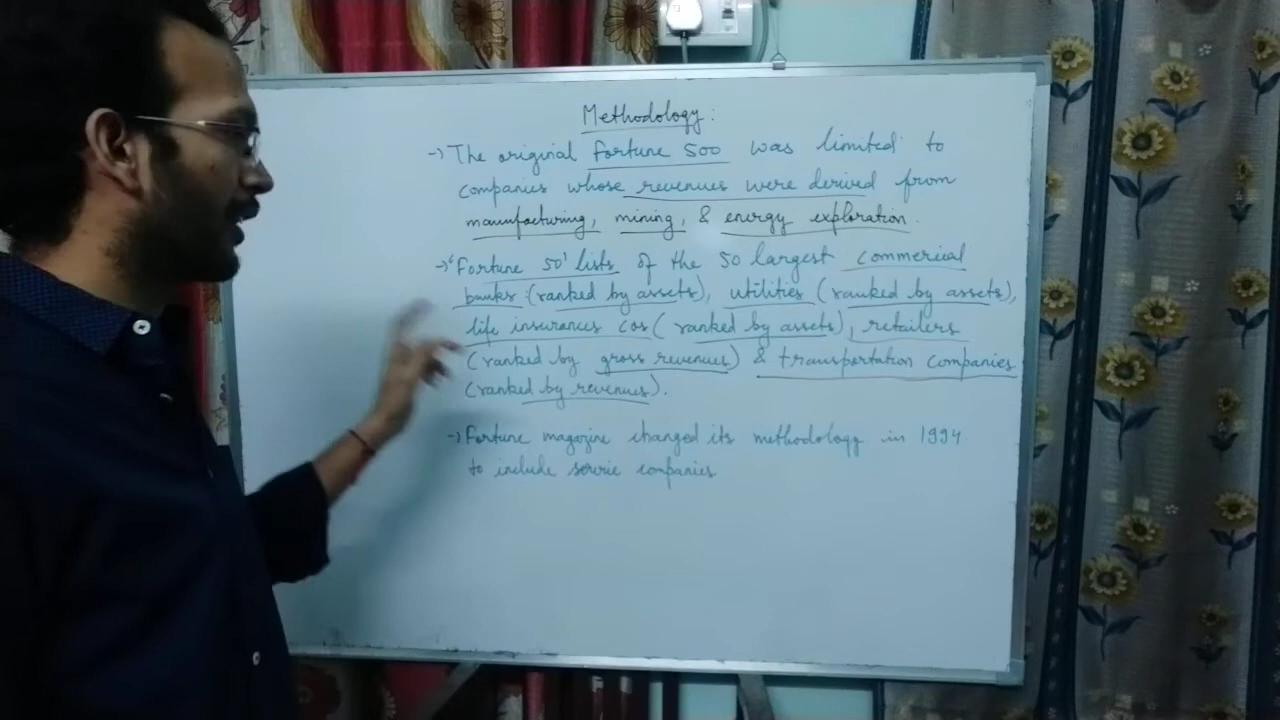 Methodology:
→ The original Fortune 500 was limited to
companies whose revenues were derived from
manufacturing, mining, & energy exploration.
→ 'Fortune 50' lists of the 50 largest commercial
banks (ranked by assets), utilities (ranked by assets),
life insurances cos (ranked by assets), retailers
(ranked by gross revenues) & transportation companies
(ranked by revenues).
→ Fortune magazine changed its methodology in 1994
to include service companies